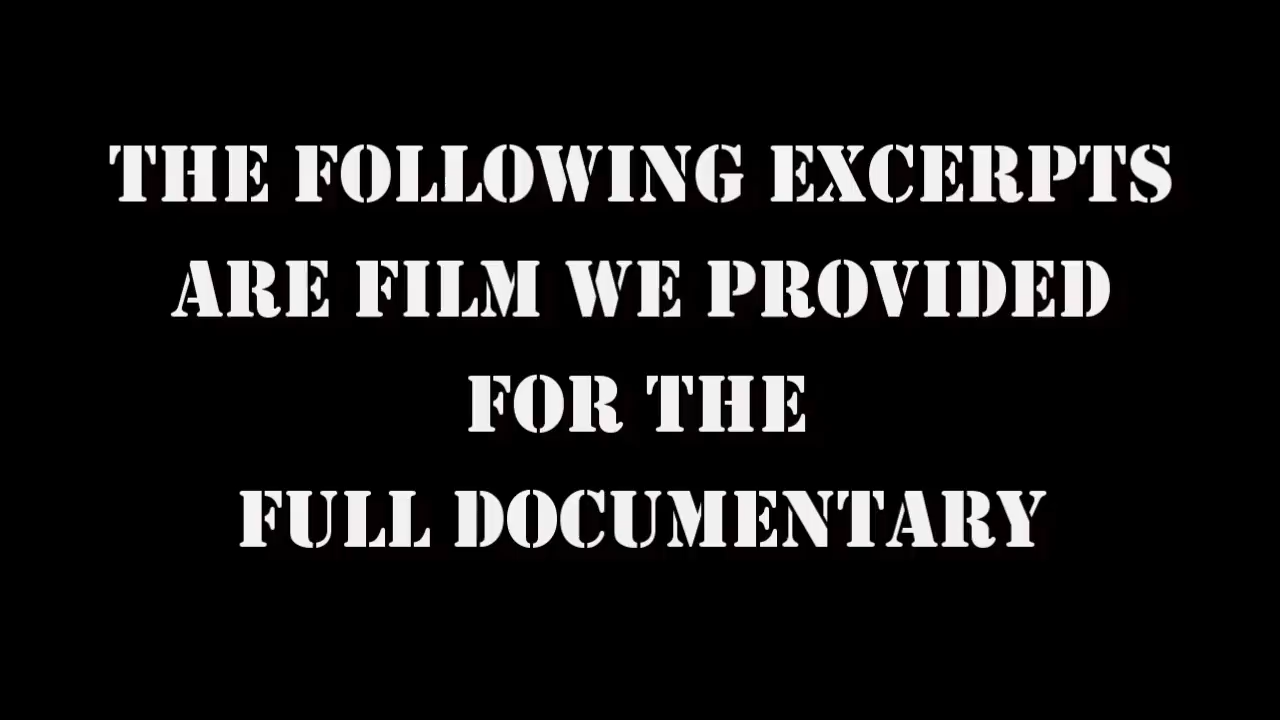 THE FOLLOWING EXCERPTS
ARE FILM WE PROVIDED
FOR THE
FULL DOCUMENTARY